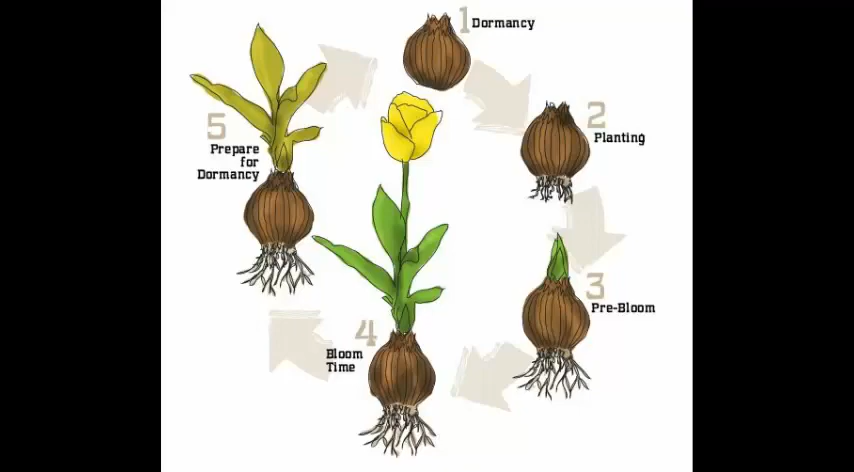 1 Dormancy
2
Planting
3
Pre-Bloom
4
Bloom
Time
5
Prepare
for
Dormancy